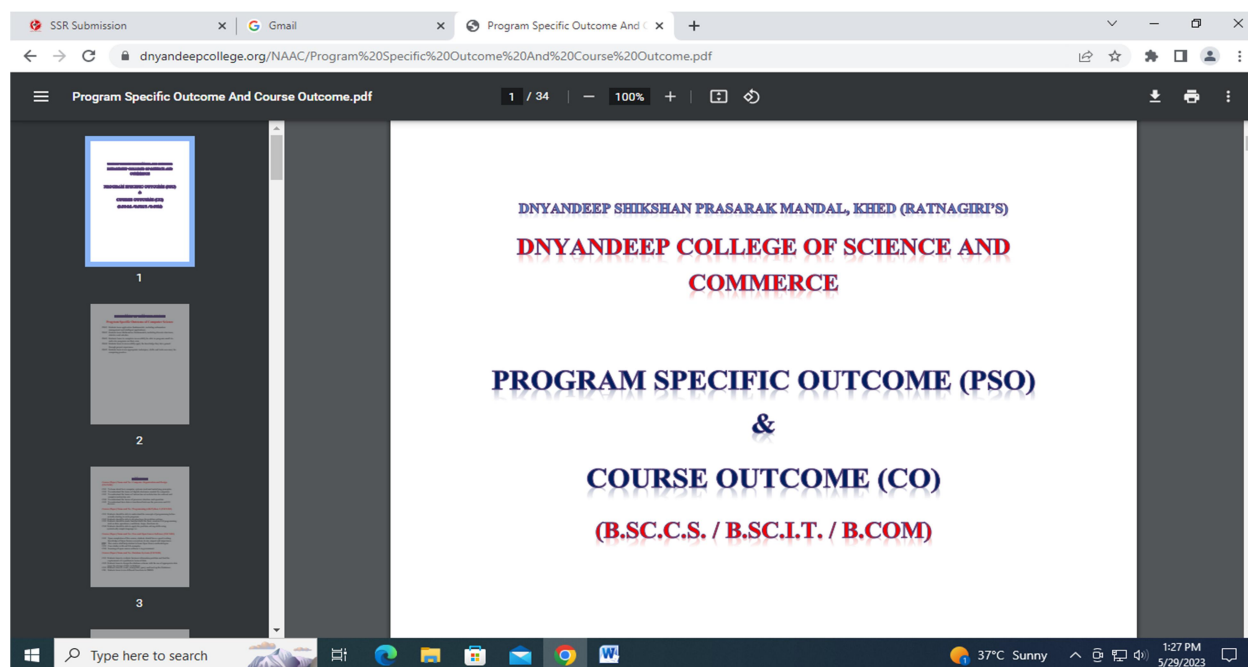 SSR Submission
Gmail
Program Specific Outcome And C
dnyandeepcollege.org/NAAC/Program%20Specific%20Outcome%20And%20Course%20Outcome.pdf
Program Specific Outcome And Course Outcome.pdf
1 / 34
100%
1
2
3
DNYANDEEP SHIKSHAN PRASARAK MANDAL, KHED (RATNAGIRI'S)
DNYANDEEP COLLEGE OF SCIENCE AND
COMMERCE
PROGRAM SPECIFIC OUTCOME (PSO)
&
COURSE OUTCOME (CO)
(B.SC.C.S. / B.SC.I.T. / B.COM)
Type here to search
37°C Sunny
1:27 PM
5/29/2023